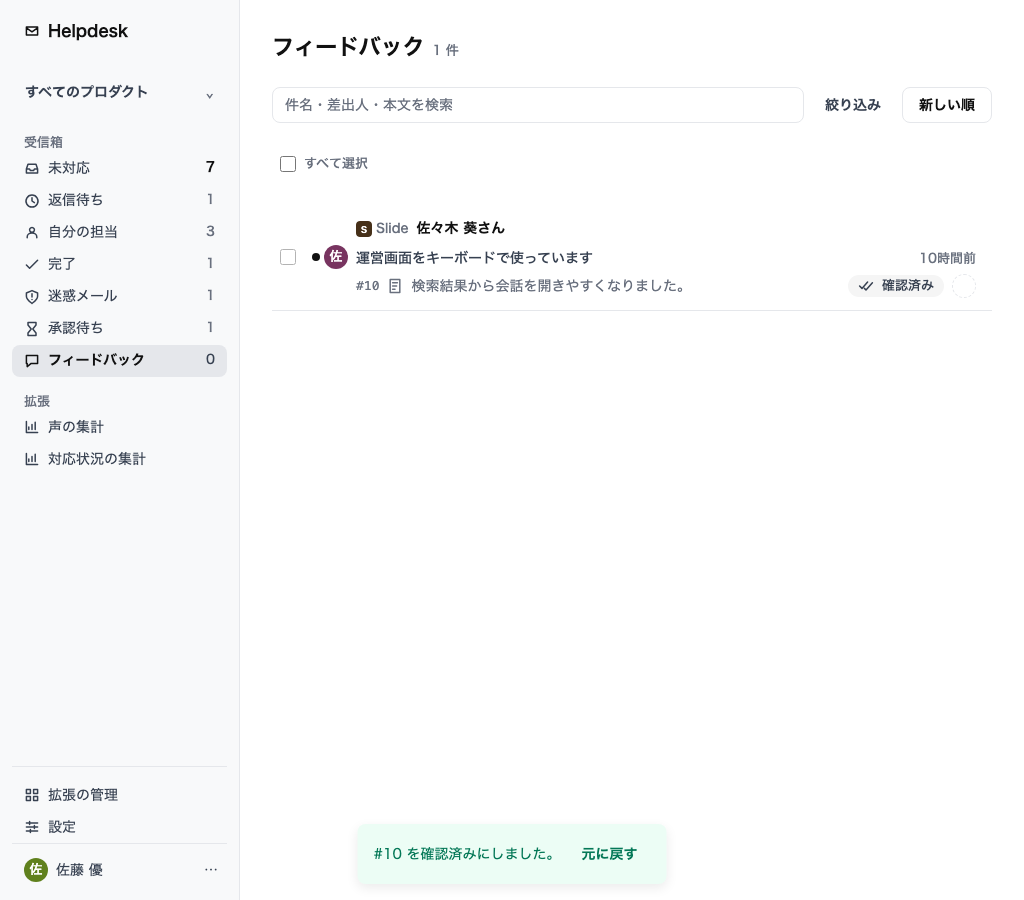 Helpdesk
すべてのプロダクト
受信箱
未対応 7
返信待ち 1
自分の担当 3
完了 1
迷惑メール 1
承認待ち 1
フィードバック 0
拡張
声の集計
対応状況の集計
拡張の管理
設定
佐 佐藤 優 …
フィードバック 1 件
件名・差出人・本文を検索 絞り込み 新しい順
すべて選択
s Slide 佐々木 葵さん
佐 運営画面をキーボードで使っています 10時間前
#10 検索結果から会話を開きやすくなりました。 確認済み
#10 を確認済みにしました。 元に戻す